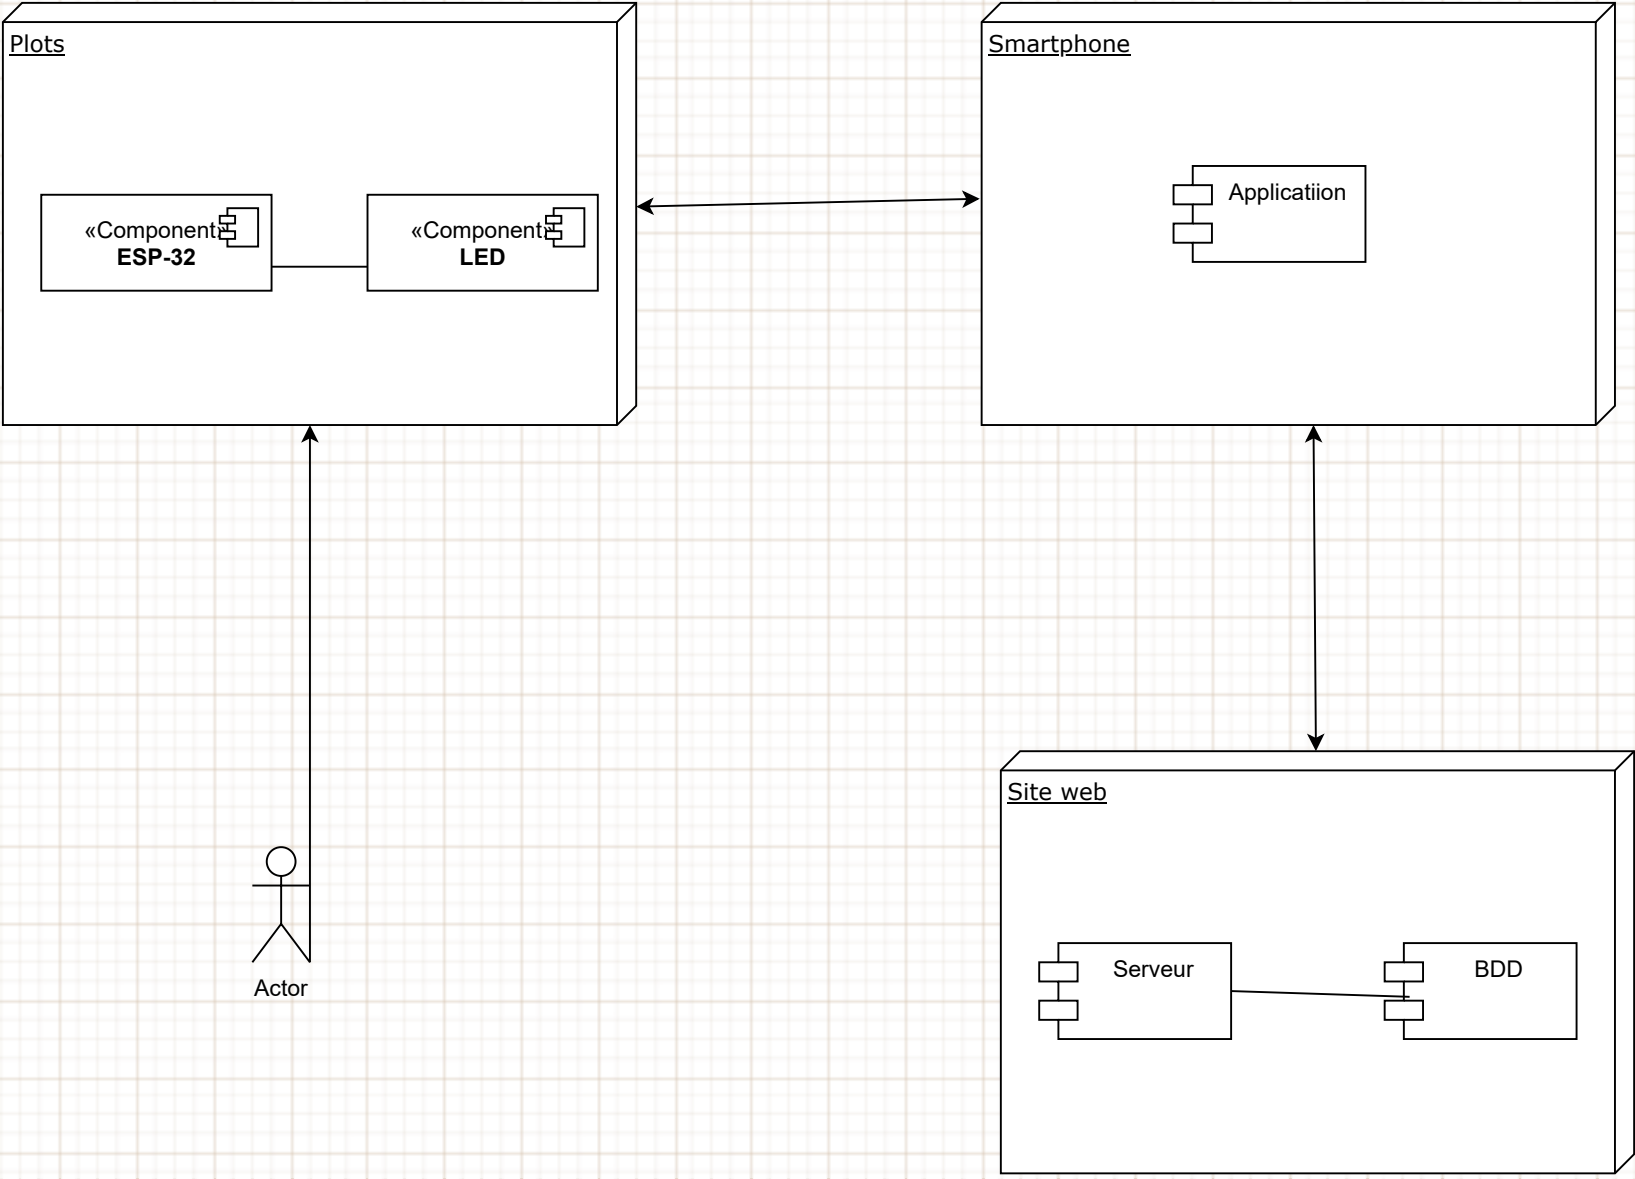 Plots
Smartphone
«Component»
ESP-32
«Component»
LED
Applicatiion
Site web
Serveur
BDD
Actor